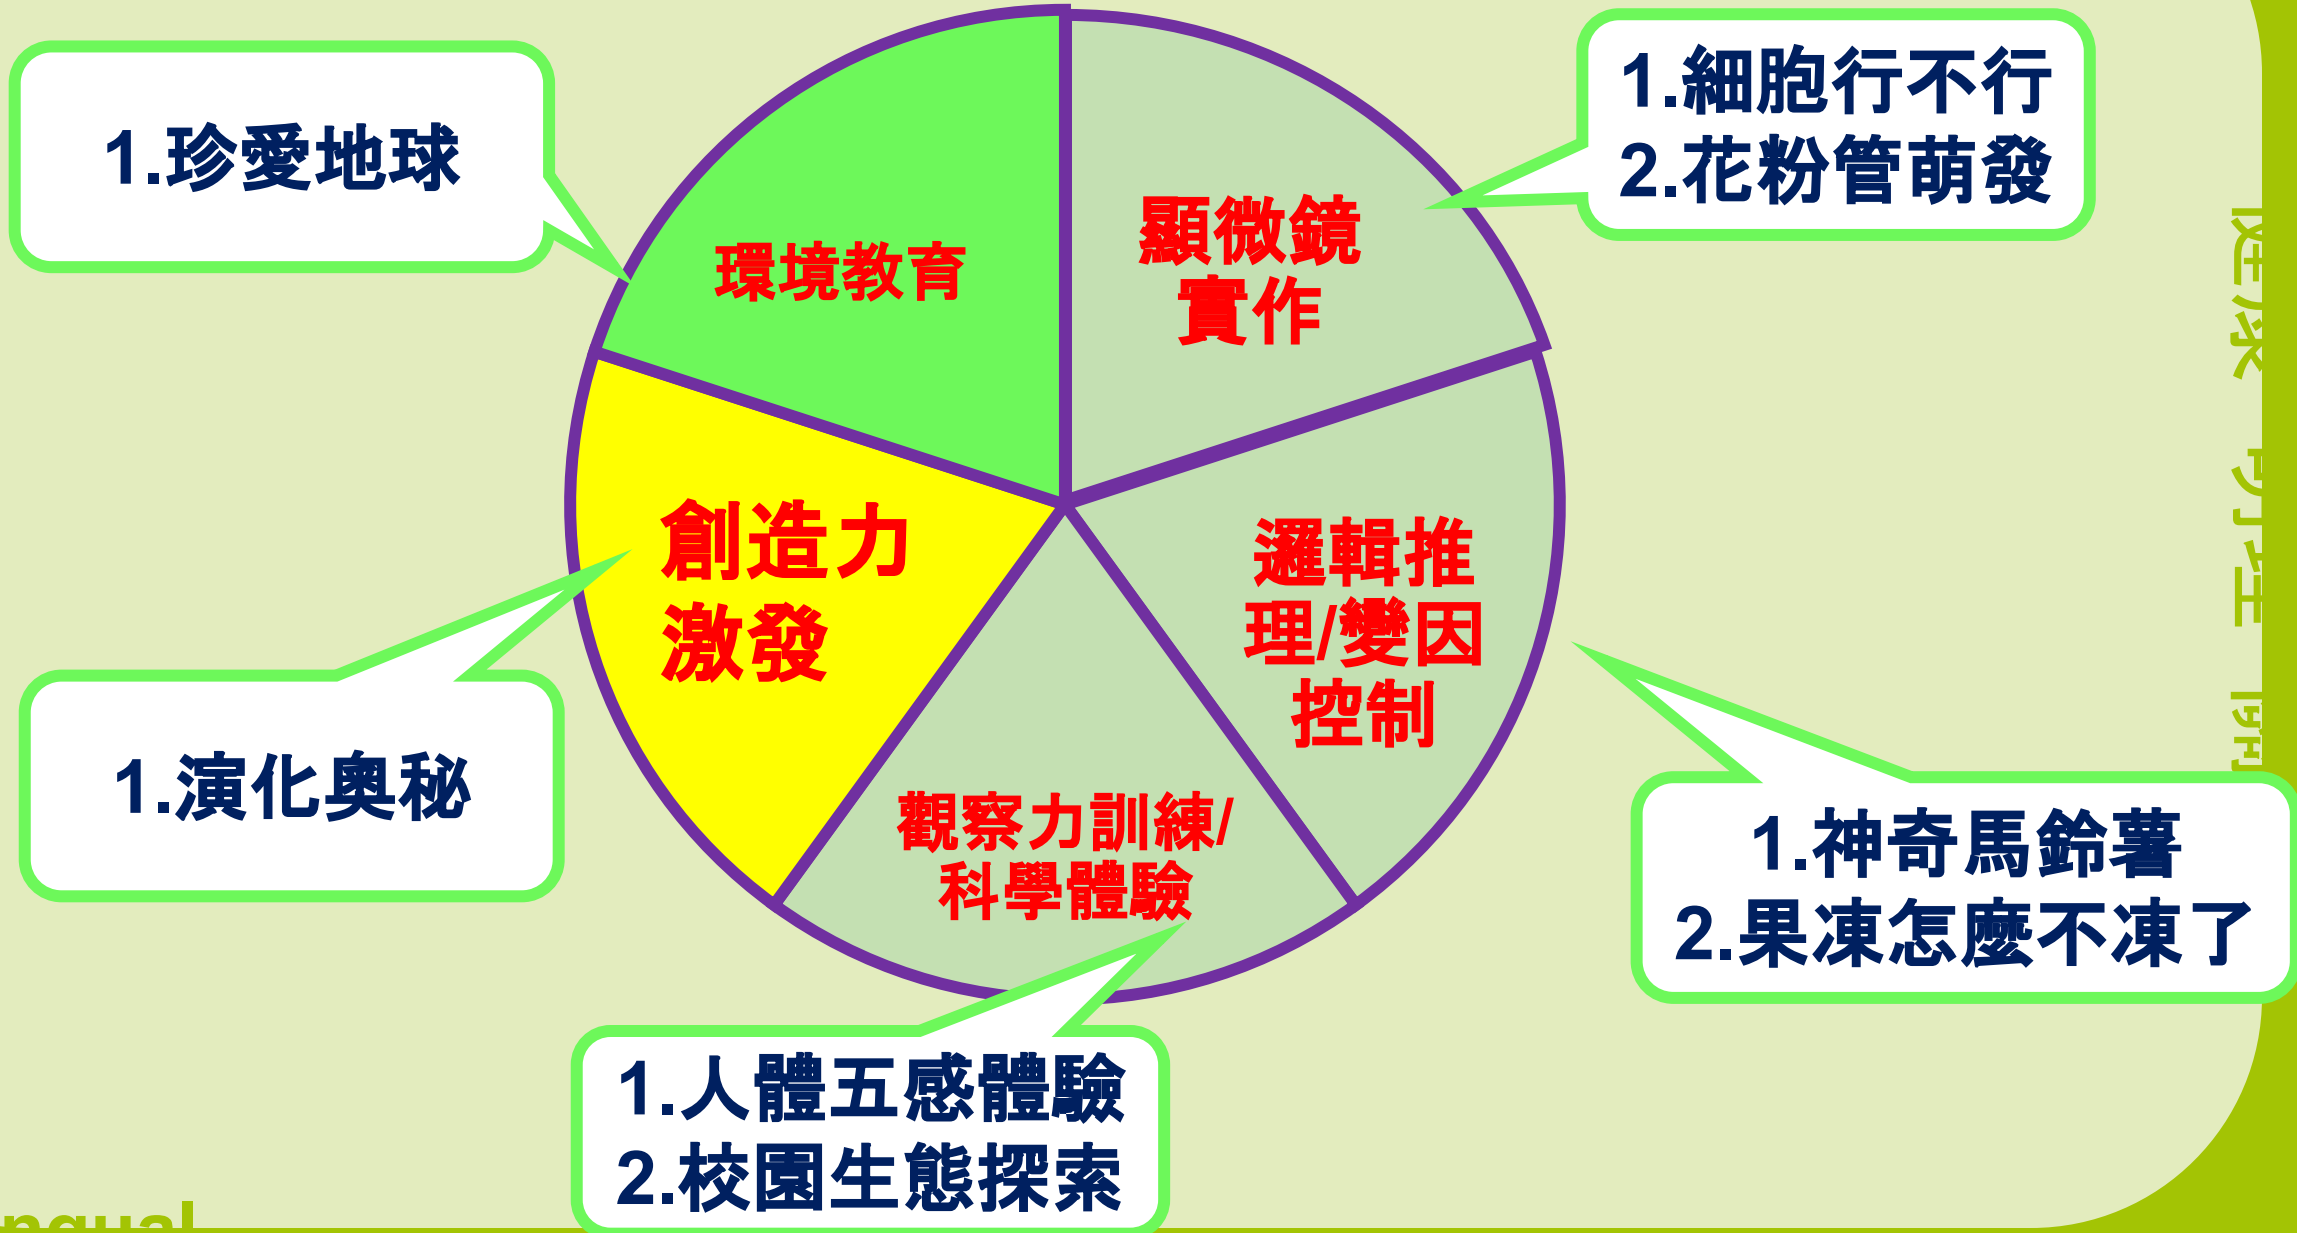 1.珍愛地球
1.細胞行不行
2.花粉管萌發
環境教育
顯微鏡
實作
創造力
激發
邏輯推
理/變因
控制
觀察力訓練/
科學體驗
1.演化奧秘
1.神奇馬鈴薯
2.果凍怎麼不凍了
1.人體五感體驗
2.校園生態探索